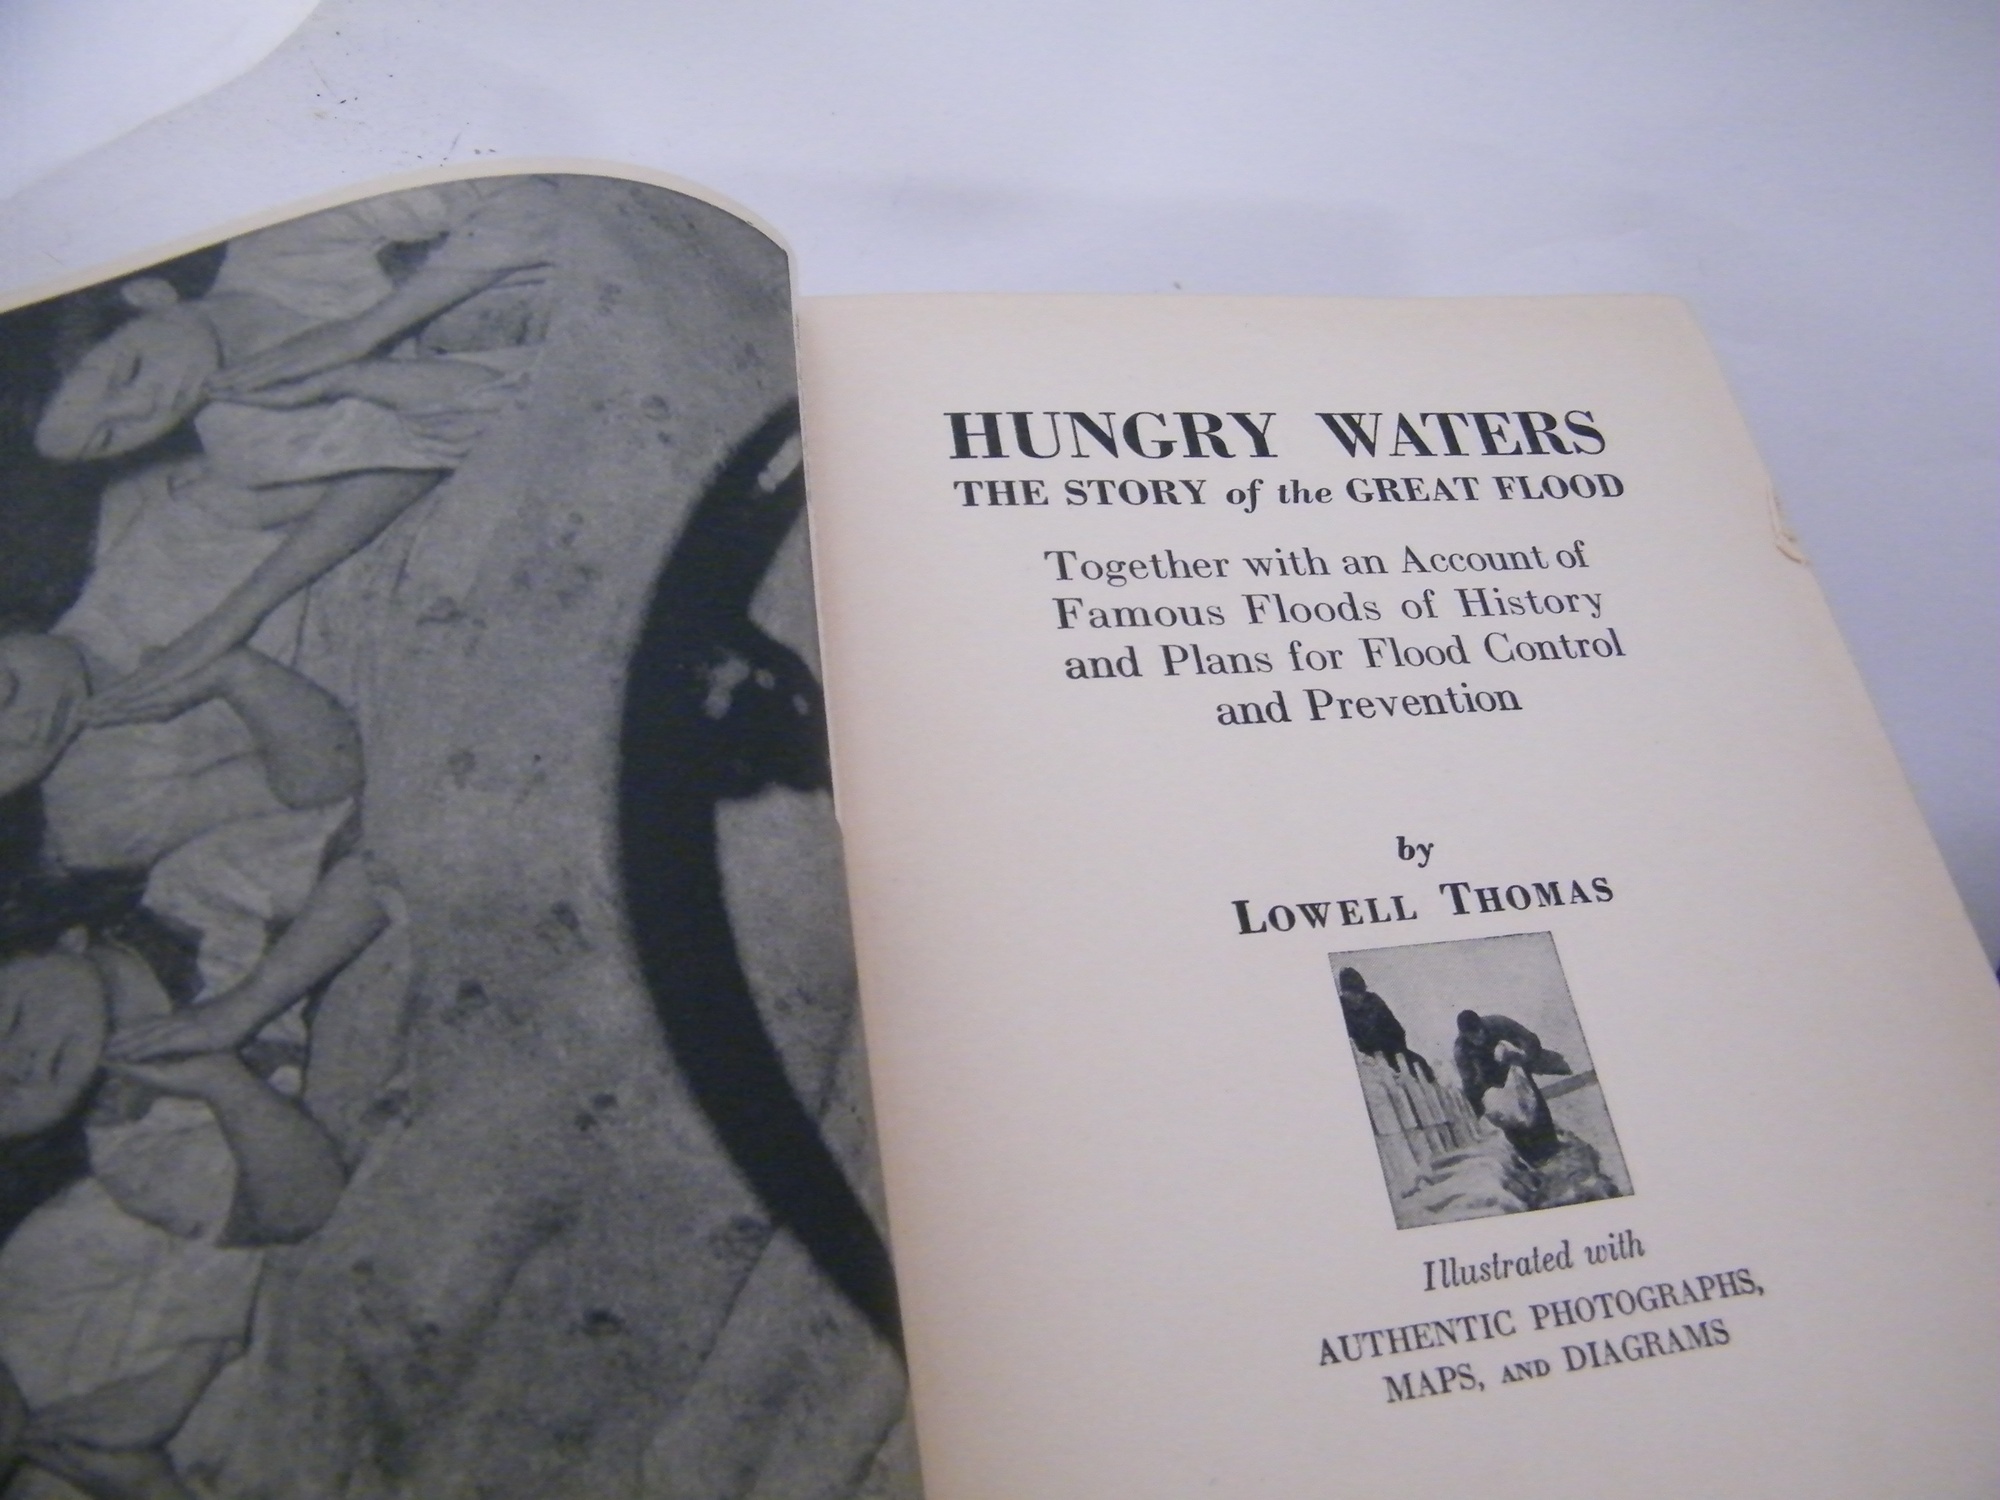 HUNGRY WATERS
THE STORY of the GREAT FLOOD
Together with an Account of
Famous Floods of History
and Plans for Flood Control
and Prevention
by
LOWELL THOMAS
Illustrated with
AUTHENTIC PHOTOGRAPHS,
MAPS, AND DIAGRAMS